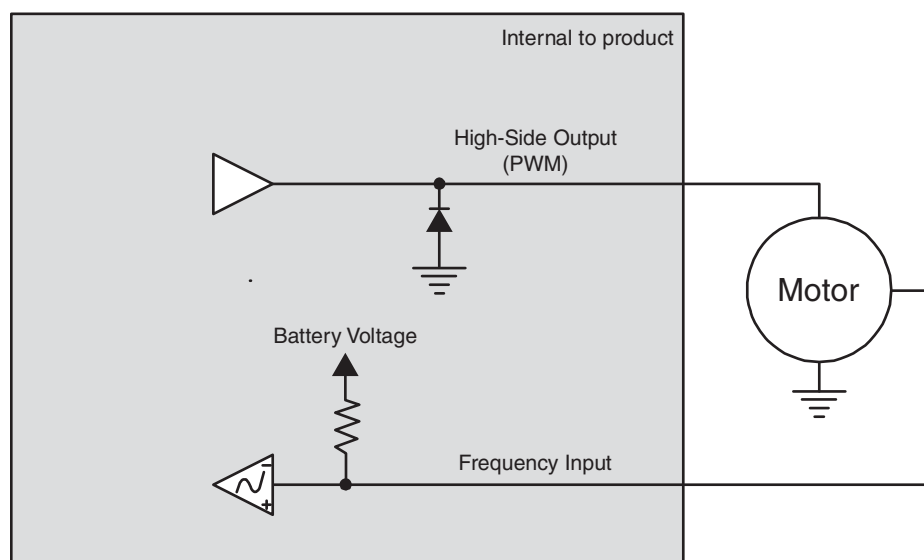 Internal to product
High-Side Output
(PWM)
Motor
Battery Voltage
Frequency Input
-
+